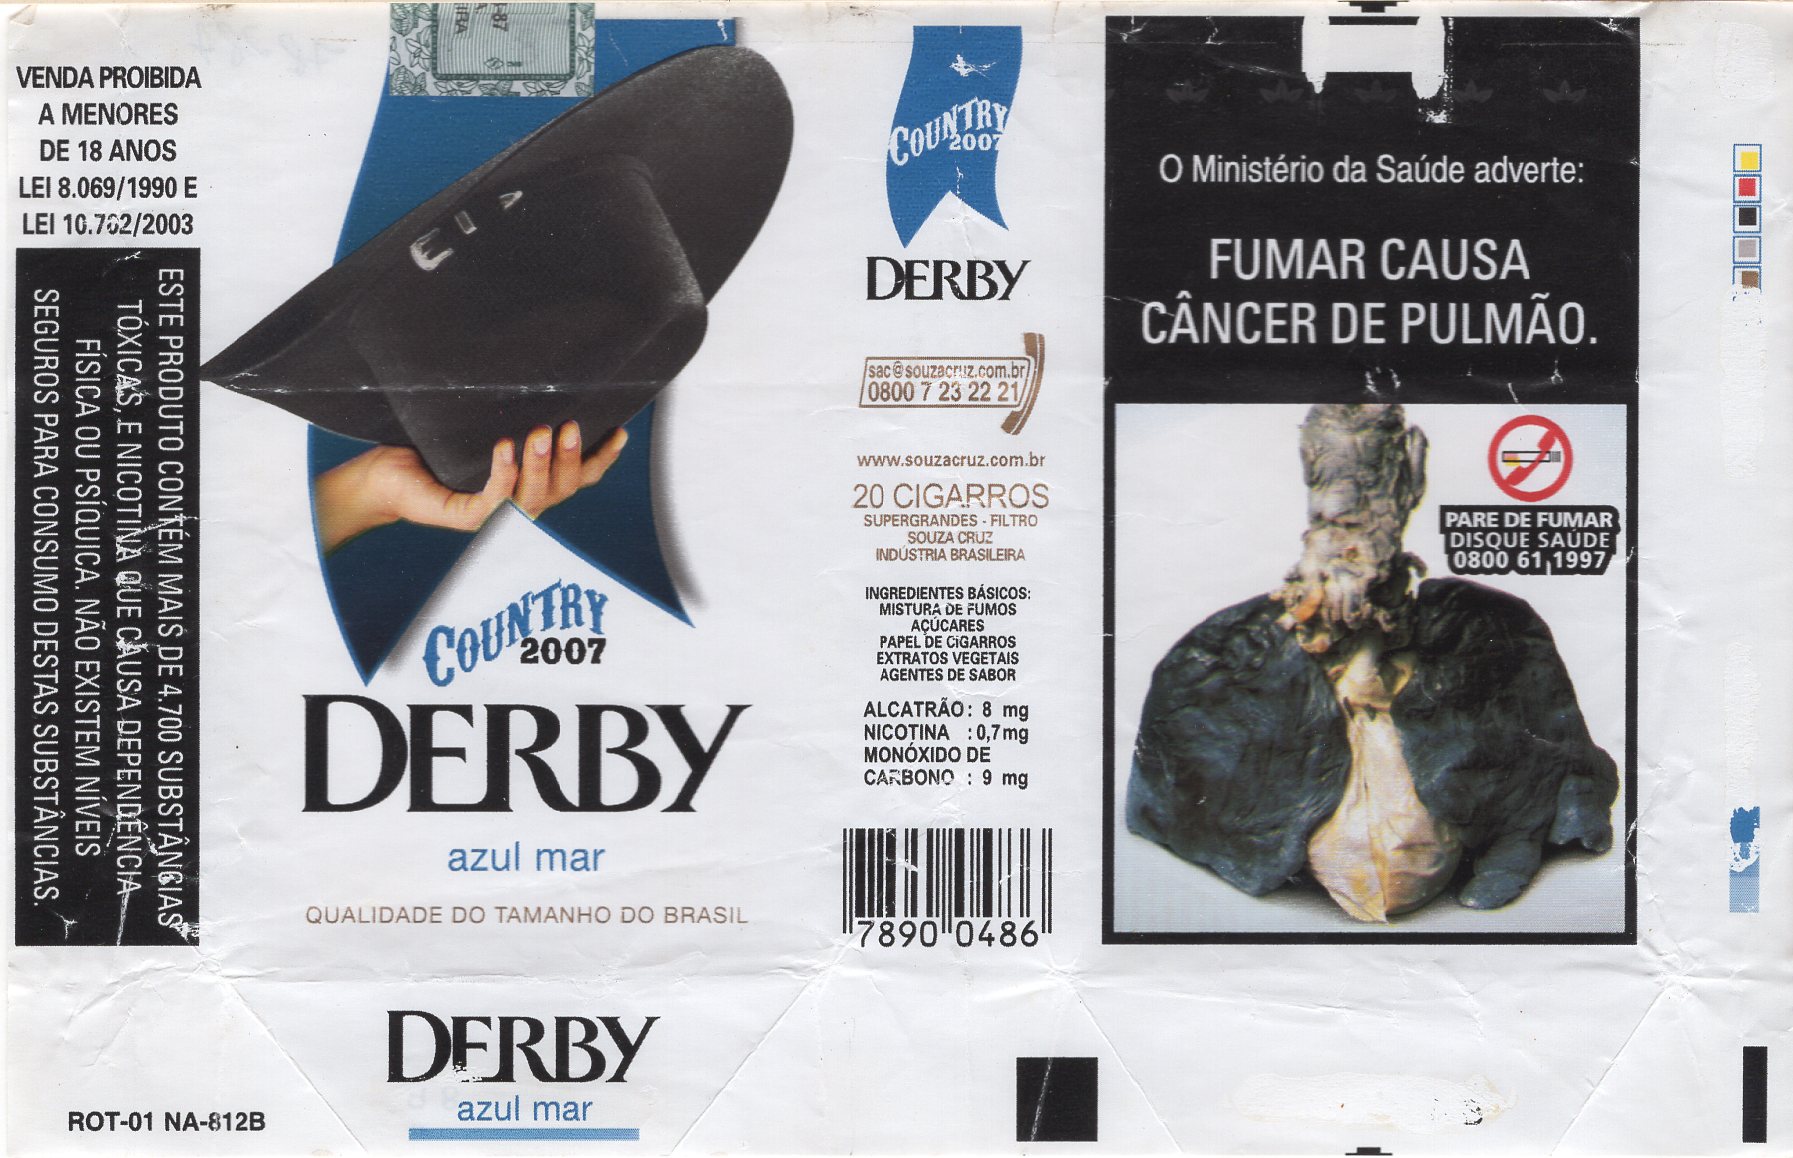 VENDA PROIBIDA
A MENORES
DE 18 ANOS
LEI 8.069/1990 E
LEI 10.702/2003
ESTE PRODUTO CONTÉM MAIS DE 4.700 SUBSTÂNCIAS
TÓXICAS, E NICOTINA QUE CAUSA DEPENDÊNCIA
FÍSICA OU PSÍQUICA. NÃO EXISTEM NÍVEIS
SEGUROS PARA CONSUMO DESTAS SUBSTÂNCIAS.
COUNTRY
2007
DERBY
azul mar
QUALIDADE DO TAMANHO DO BRASIL
DERBY
azul mar
ROT-01 NA-812B
COUNTRY
2007
DERBY
sac@souzacruz.com.br
0800 7 23 22 21
www.souzacruz.com.br
20 CIGARROS
SUPERGRANDES - FILTRO
SOUZA CRUZ
INDÚSTRIA BRASILEIRA
INGREDIENTES BÁSICOS:
MISTURA DE FUMOS
AÇÚCARES
PAPEL DE CIGARROS
EXTRATOS VEGETAIS
AGENTES DE SABOR
ALCATRÃO : 8 mg
NICOTINA : 0,7 mg
MONÓXIDO DE
CARBONO : 9 mg
7890 0486
O Ministério da Saúde adverte:
FUMAR CAUSA
CÂNCER DE PULMÃO.
PARE DE FUMAR
DISQUE SAÚDE
0800 61 1997